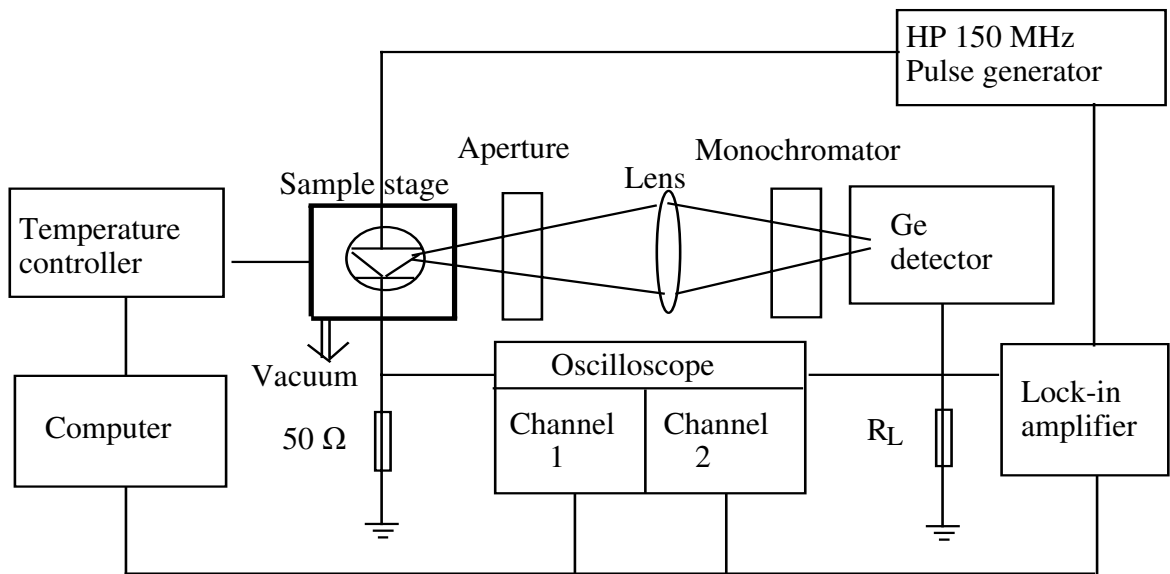 HP 150 MHz
Pulse generator
Aperture
Monochromator
Sample stage
Lens
Temperature
controller
Ge
detector
Vacuum
Oscilloscope
Computer
50 Ω
Channel
1
Channel
2
RL
Lock-in
amplifier